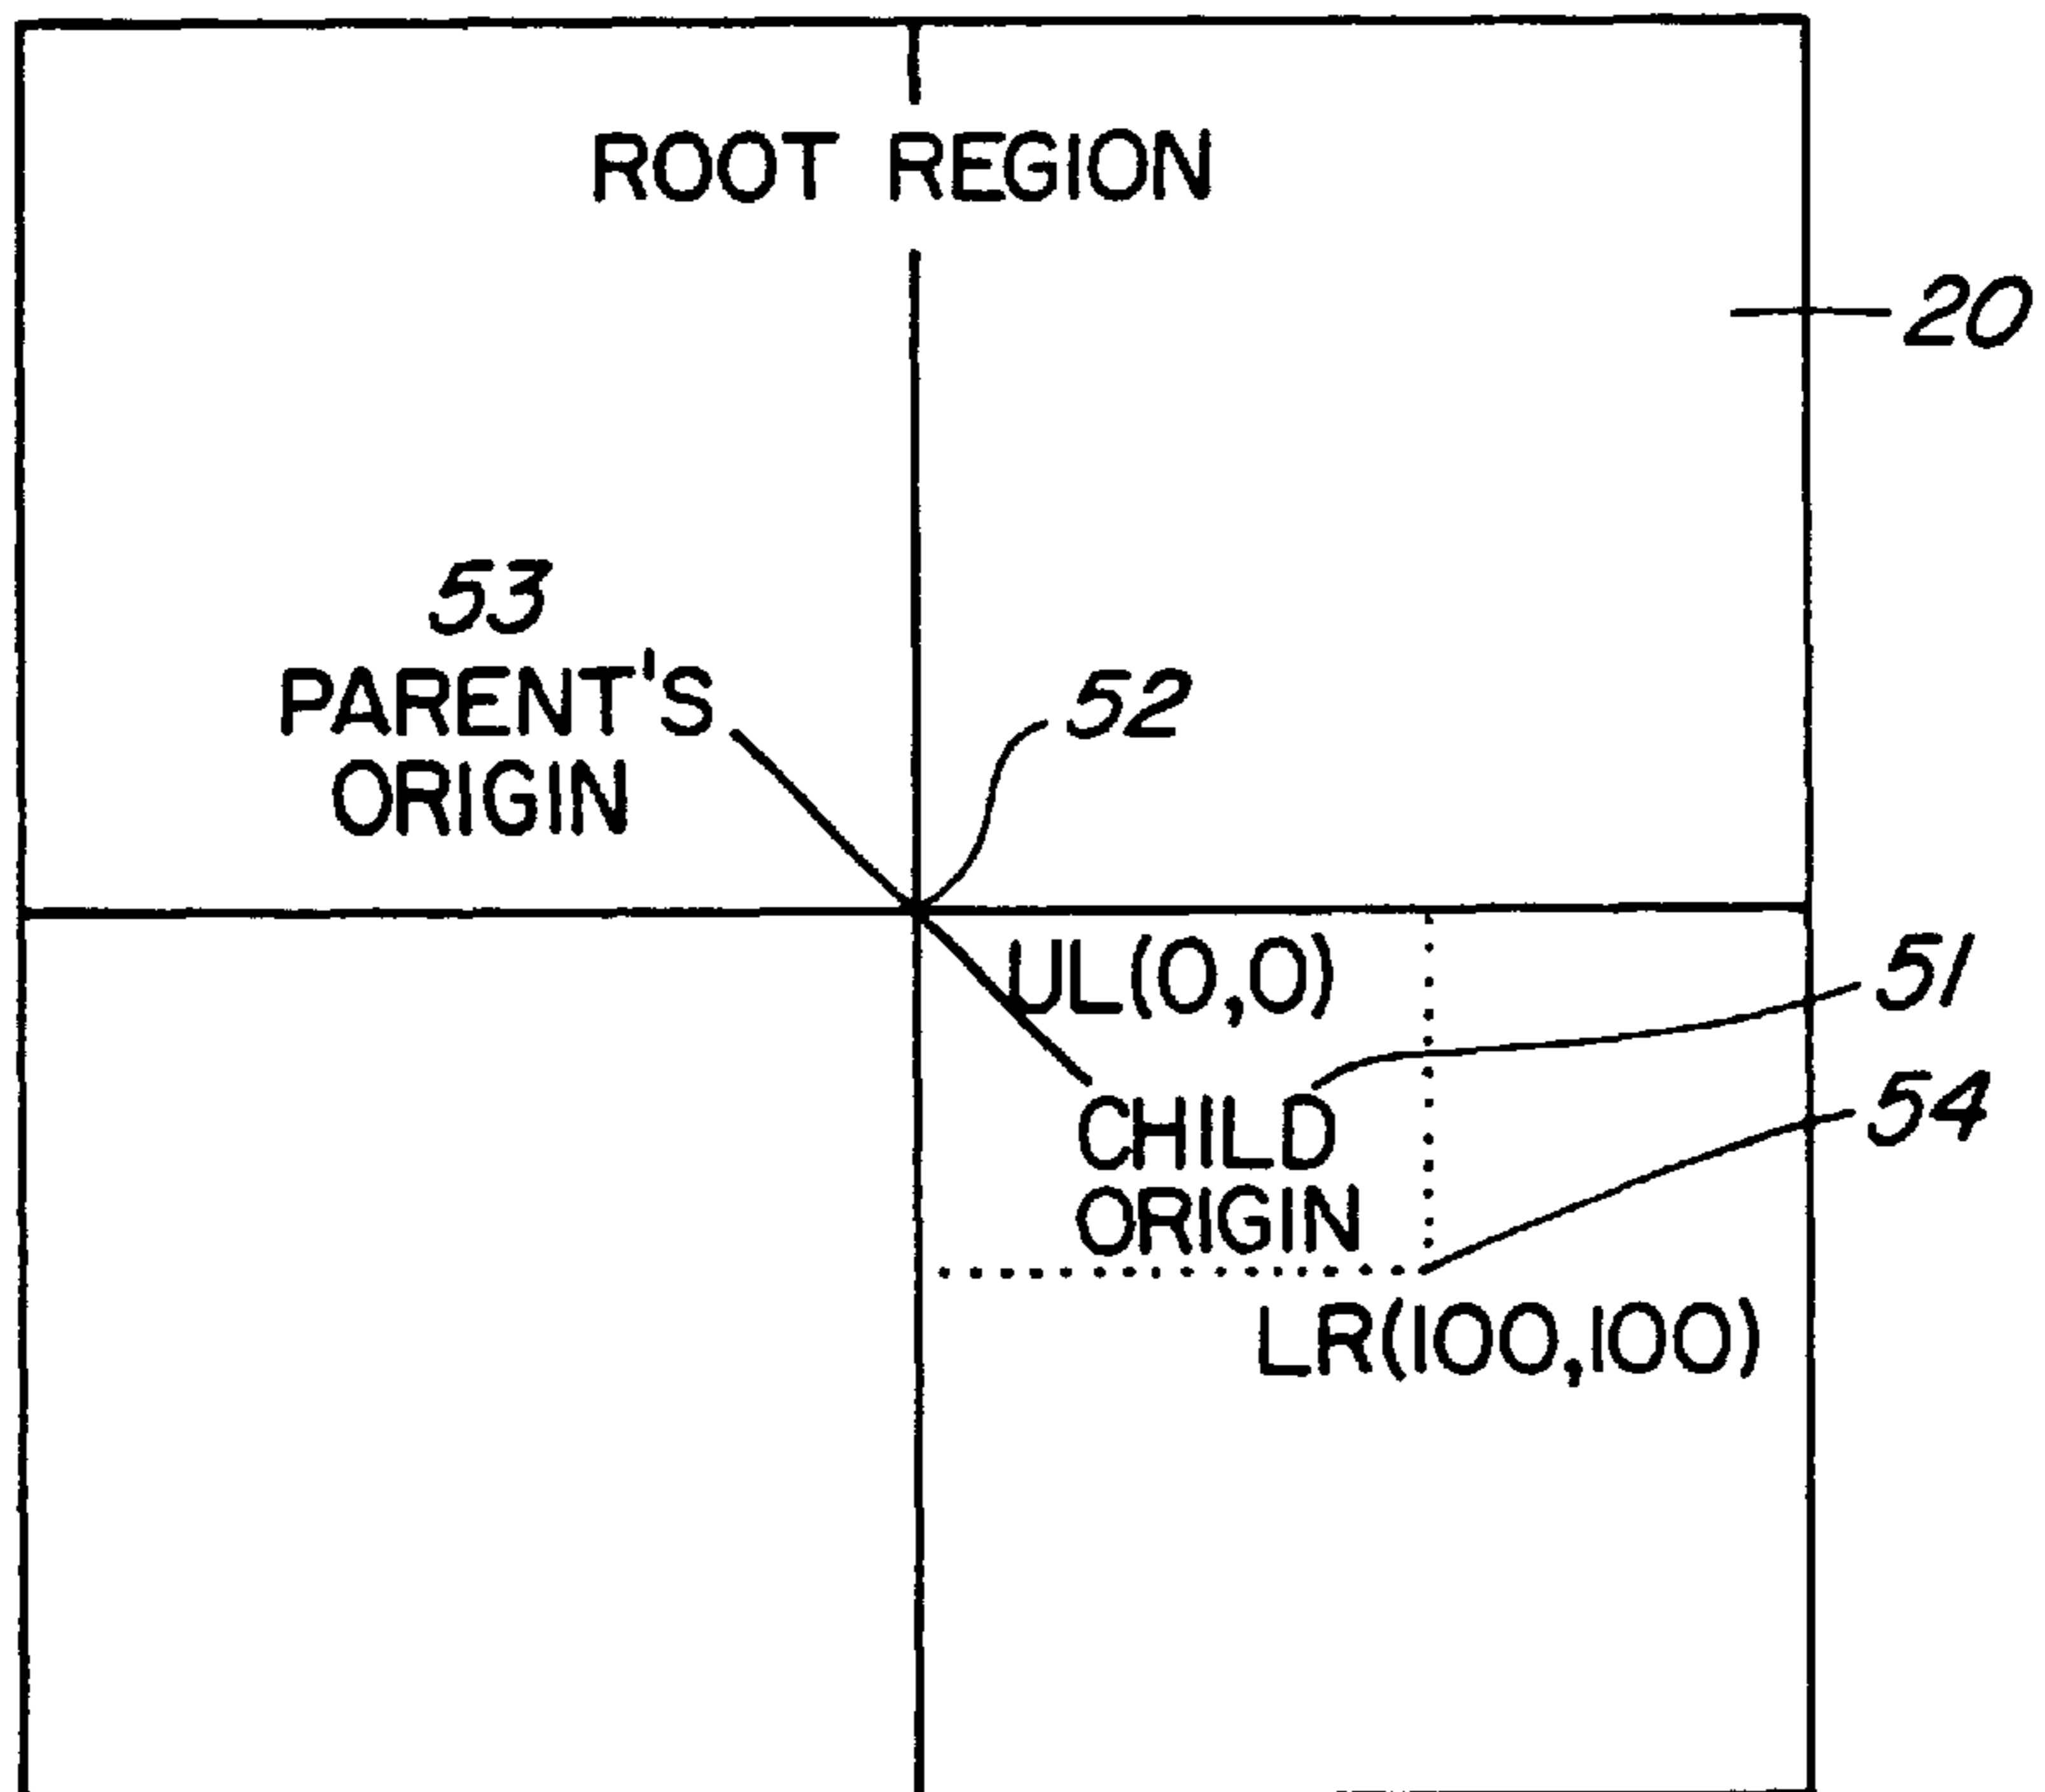 ROOT REGION
20
53
PARENT'S
ORIGIN
52
UL(0,0)
51
CHILD
ORIGIN
54
LR(100,100)